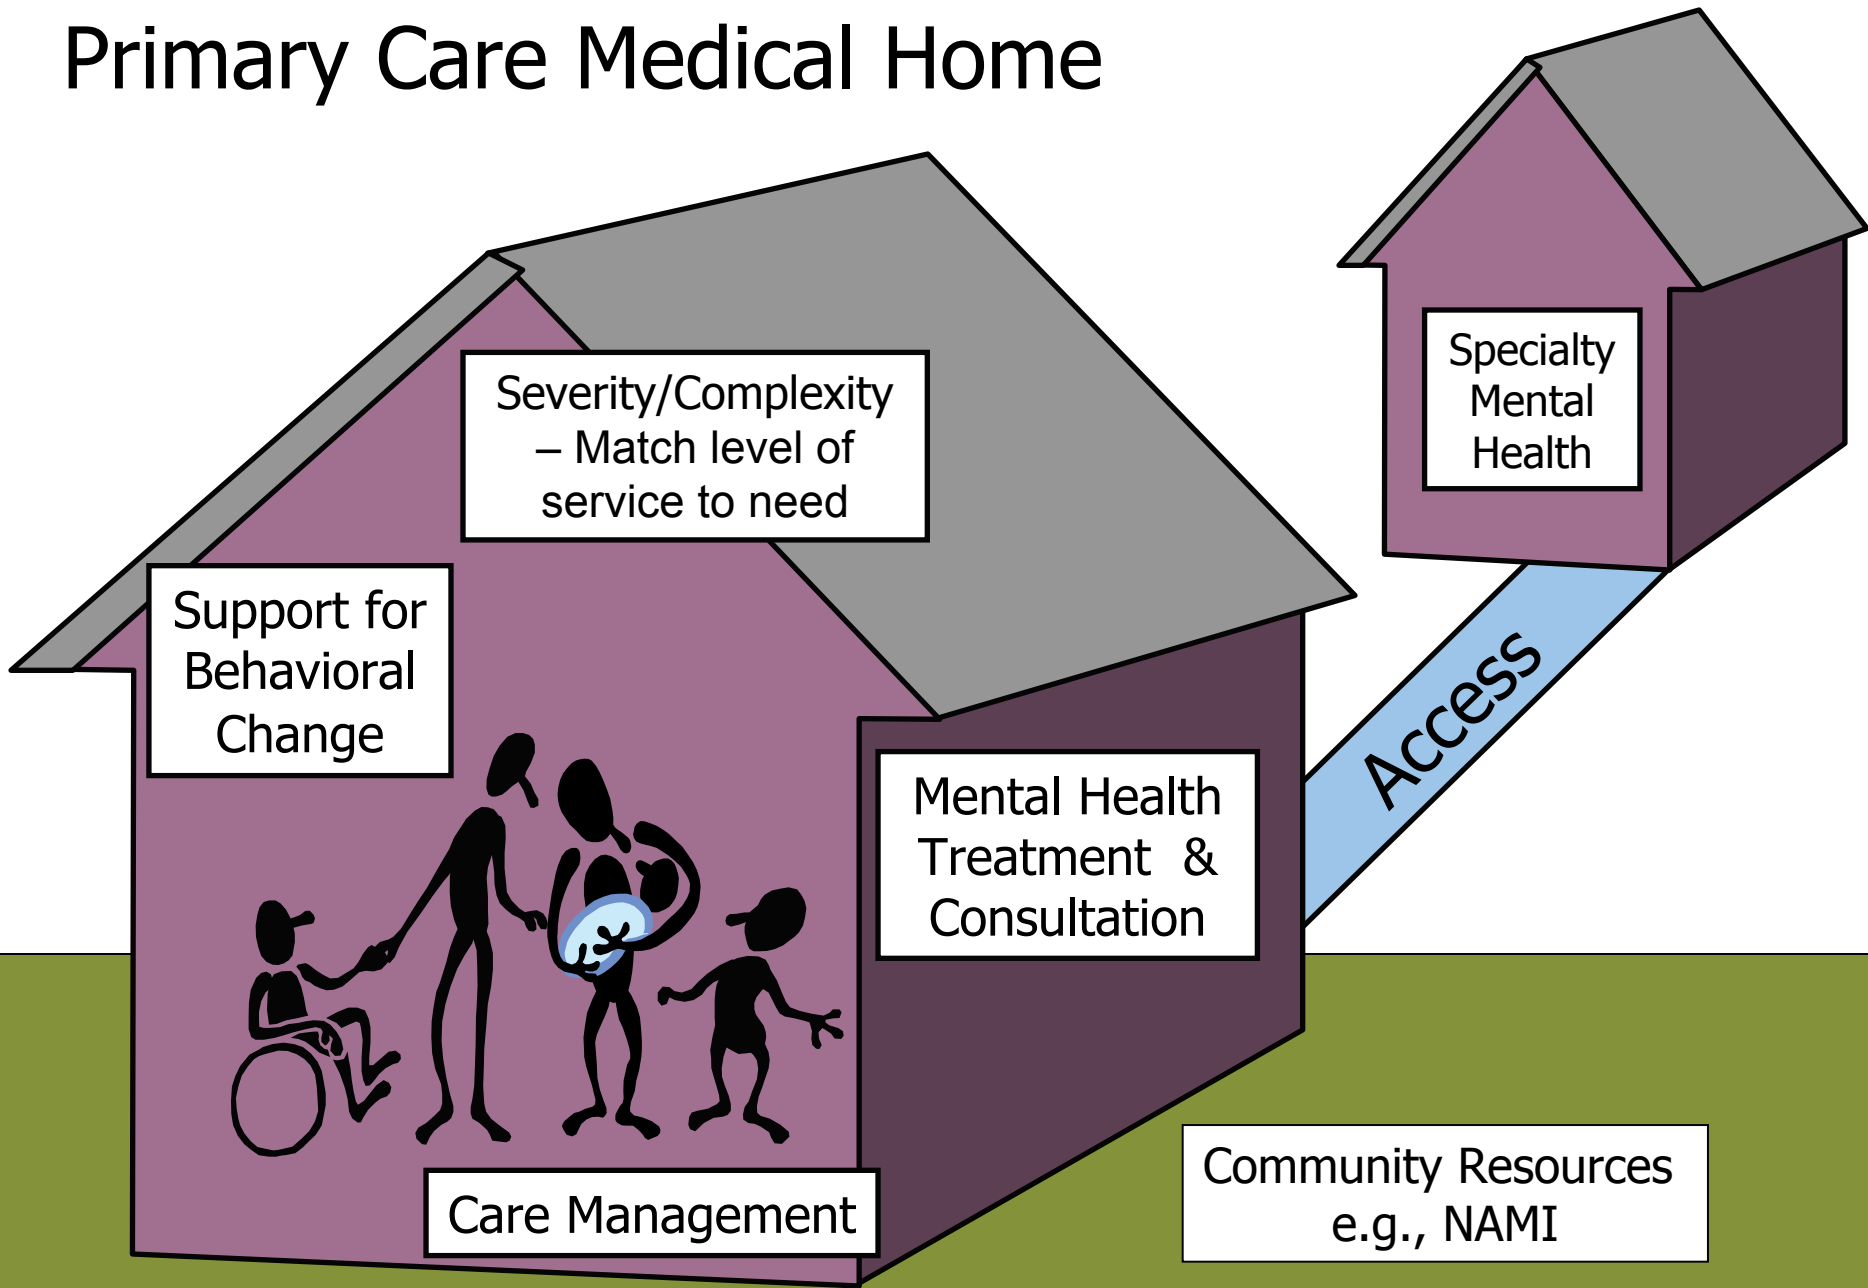 Primary Care Medical Home
Severity/Complexity
– Match level of
service to need
Specialty
Mental
Health
Support for
Behavioral
Change
Access
Mental Health
Treatment &
Consultation
Care Management
Community Resources
e.g., NAMI